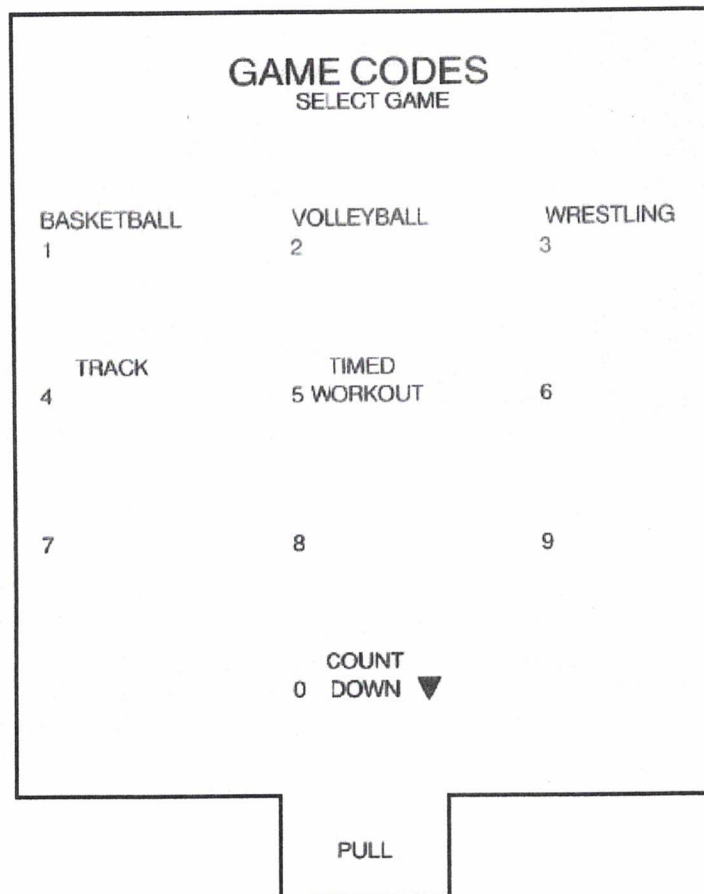 GAME CODES
SELECT GAME
BASKETBALL VOLLEYBALL WRESTLING
1 2 3
TRACK TIMED
4 5 WORKOUT 6
7 8 9
COUNT
0 DOWN ▼
PULL